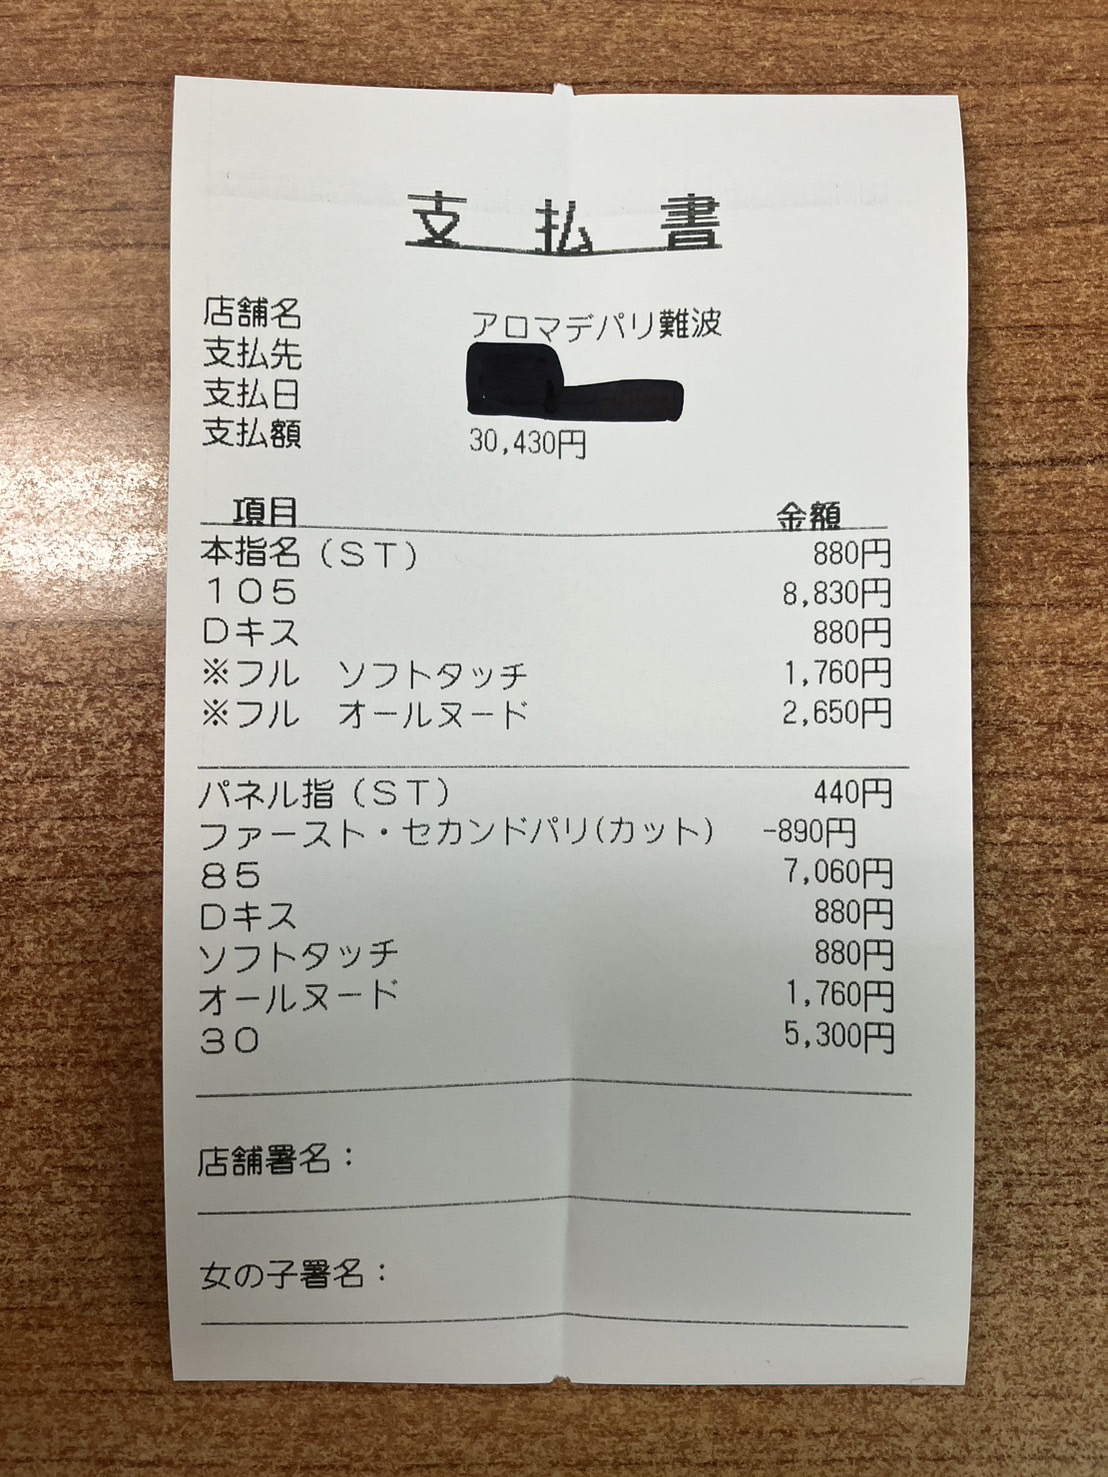 支払書
店舗名 アロマデパリ難波
支払先
支払日
支払額 30,430円
項目 金額
本指名(ST) 880円
105 8,830円
Dキス 880円
※フル ソフトタッチ 1,760円
※フル オールヌード 2,650円
パネル指(ST) 440円
ファースト・セカンドパリ(カット) -890円
85 7,060円
Dキス 880円
ソフトタッチ 880円
オールヌード 1,760円
30 5,300円
店舗署名:
女の子署名: